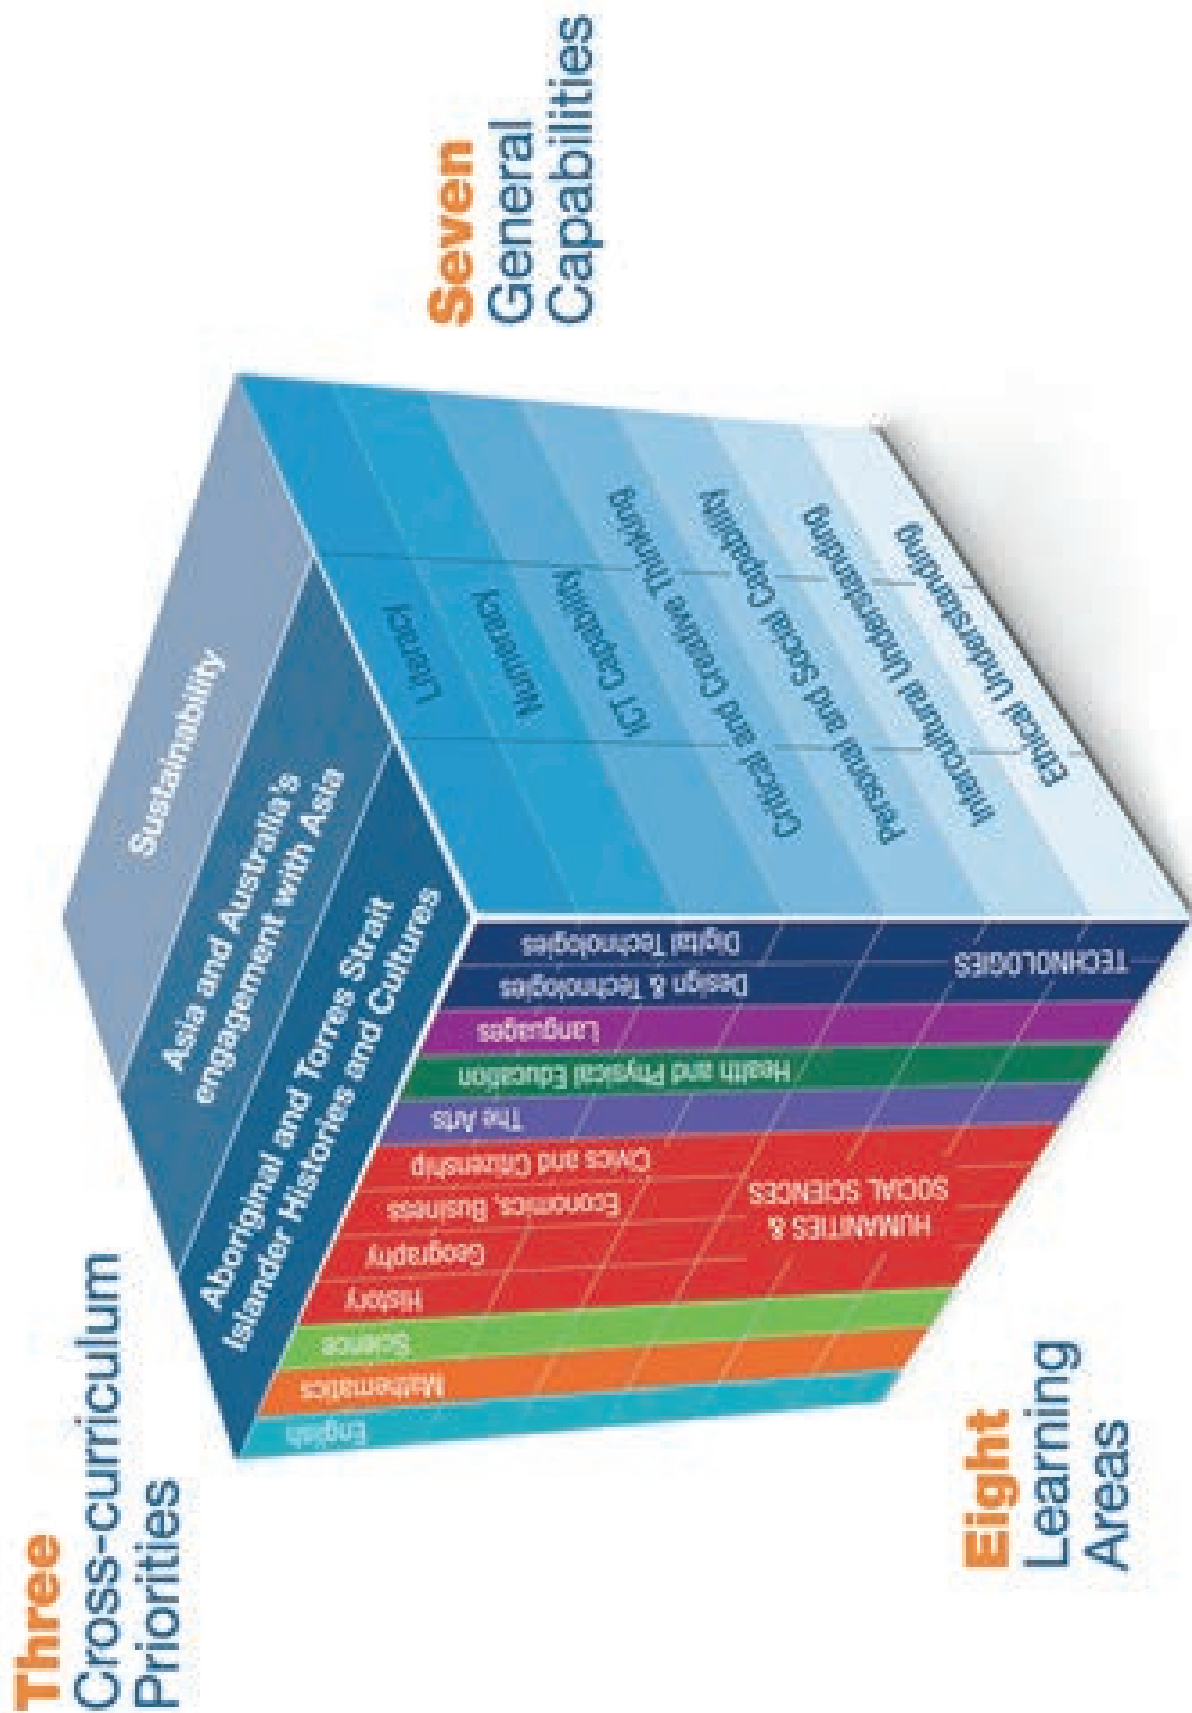 Three
Cross-curriculum
Priorities
Sustainability
Asia and Australia's
engagement with Asia
Aboriginal and Torres Strait
Islander Histories and Cultures
Seven
General
Capabilities
Literacy
Numeracy
ICT Capability
Critical and Creative Thinking
Personal and Social Capability
Intercultural Understanding
Ethical Understanding
Eight
Learning
Areas
English
Mathematics
Science
History
Geography
Economics, Business
Civics and Citizenship
HUMANITIES &
SOCIAL SCIENCES
The Arts
Health and Physical Education
Languages
Design & Technologies
Digital Technologies
TECHNOLOGIES